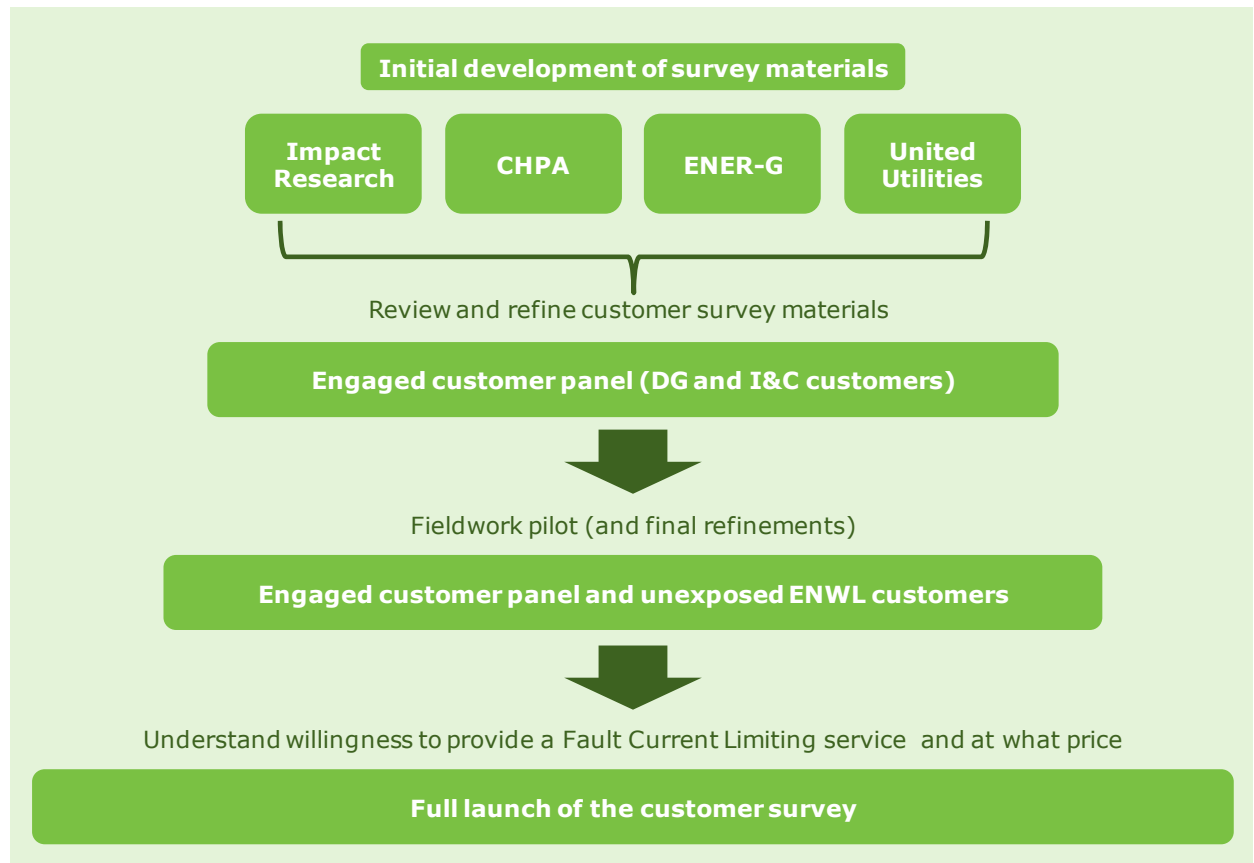 Initial development of survey materials
Impact
Research
CHPA
ENER-G
United
Utilities
Review and refine customer survey materials
Engaged customer panel (DG and I&C customers)
Fieldwork pilot (and final refinements)
Engaged customer panel and unexposed ENWL customers
Understand willingness to provide a Fault Current Limiting service and at what price
Full launch of the customer survey